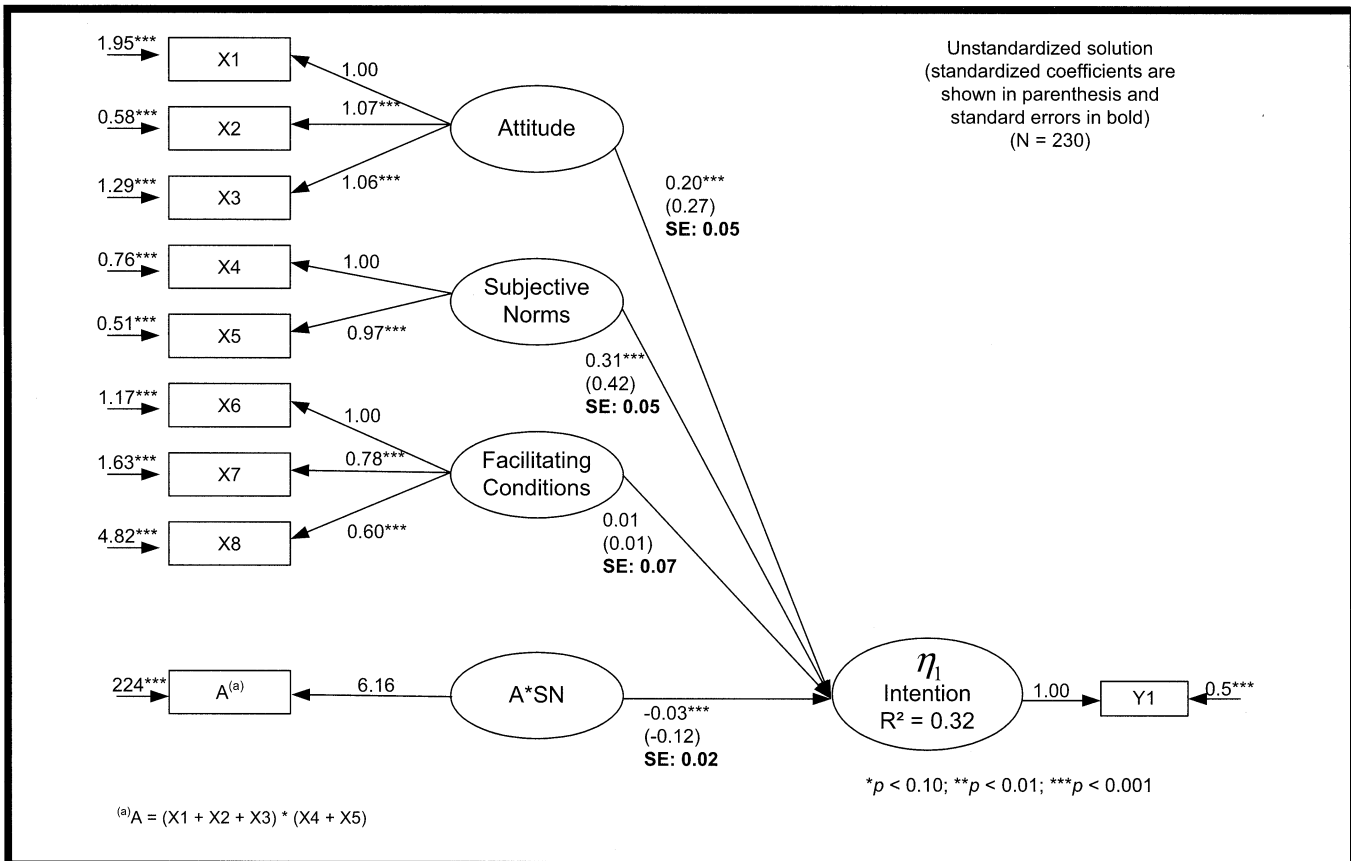 Unstandardized solution
(standardized coefficients are
shown in parenthesis and
standard errors in bold)
(N = 230)
1.95***
X1
1.00
0.58***
X2
1.07***
1.29***
X3
1.06***
Attitude
0.20***
(0.27)
SE: 0.05
0.76***
X4
1.00
0.51***
X5
0.97***
Subjective
Norms
0.31***
(0.42)
SE: 0.05
1.17***
X6
1.00
1.63***
X7
0.78***
4.82***
X8
0.60***
Facilitating
Conditions
0.01
(0.01)
SE: 0.07
224***
A(a)
6.16
A*SN
-0.03***
(-0.12)
SE: 0.02
η1
Intention
R² = 0.32
1.00
Y1
0.5***
*p < 0.10; **p < 0.01; ***p < 0.001
(a)A = (X1 + X2 + X3) * (X4 + X5)